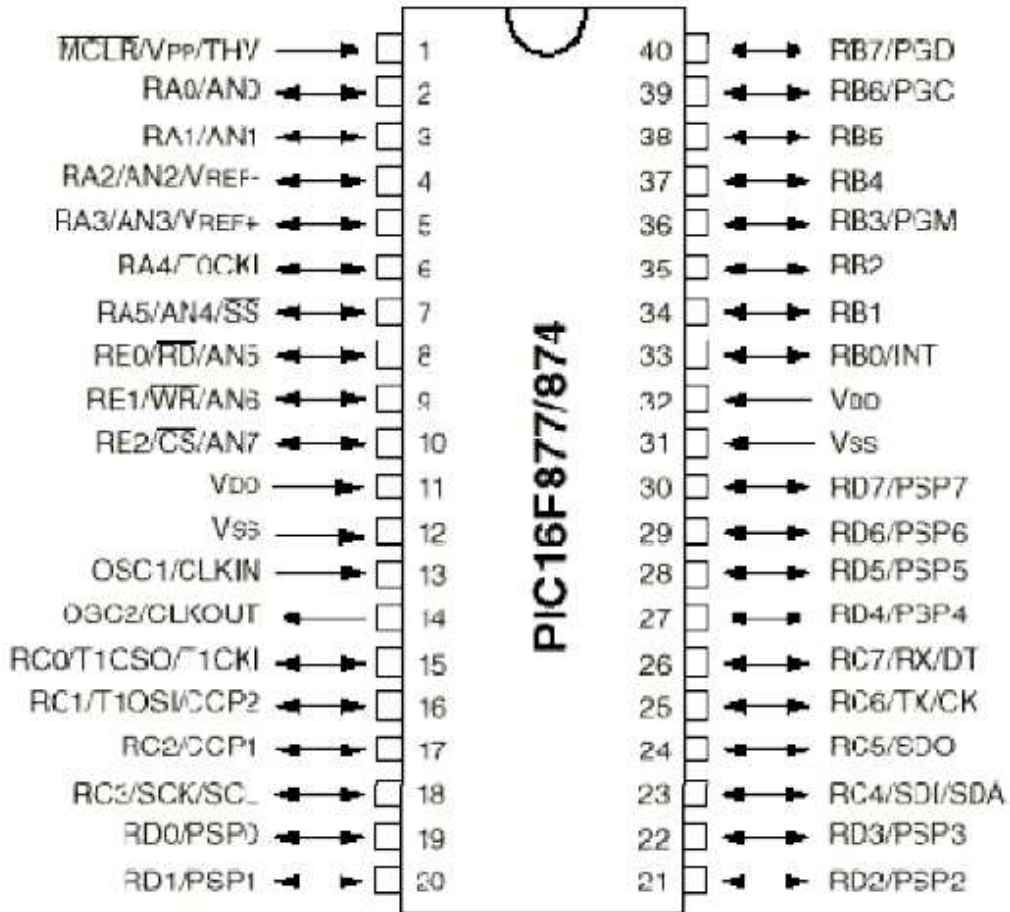 MCLR/VPP/THV 1 40 RB7/PGD
RA0/AN0 2 39 RB6/PGC
RA1/AN1 3 38 RB5
RA2/AN2/VREF- 4 37 RB4
RA3/AN3/VREF+ 5 36 RB3/PGM
RA4/T0CKI 6 35 RB2
RA5/AN4/SS 7 34 RB1
RE0/RD/AN5 8 33 RB0/INT
RE1/WR/AN6 9 32 VDD
RE2/CS/AN7 10 31 VSS
VDD 11 30 RD7/PSP7
VSS 12 29 RD6/PSP6
OSC1/CLKIN 13 28 RD5/PSP5
OSC2/CLKOUT 14 27 RD4/PSP4
RC0/T1OSO/T1CKI 15 26 RC7/RX/DT
RC1/T1OSI/CCP2 16 25 RC6/TX/CK
RC2/CCP1 17 24 RC5/SDO
RC3/SCK/SCL 18 23 RC4/SDI/SDA
RD0/PSP0 19 22 RD3/PSP3
RD1/PSP1 20 21 RD2/PSP2
PIC16F877/874